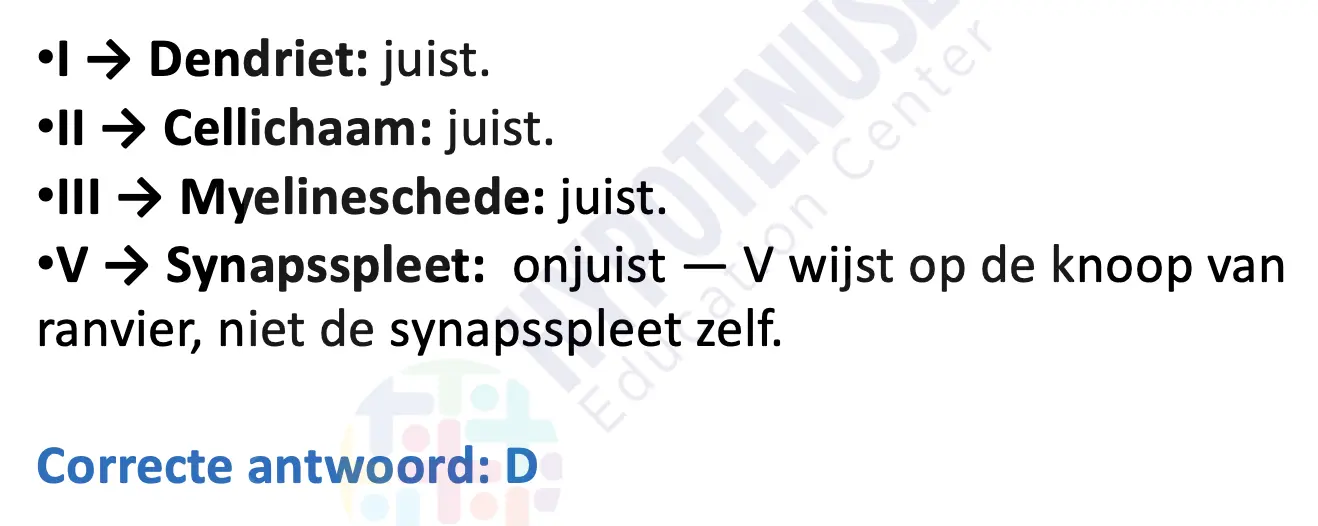 •I → Dendriet: juist.
•II → Cellichaam: juist.
•III → Myelineschede: juist.
•V → Synapsspleet: onjuist — V wijst op de knoop van
ranvier, niet de synapsspleet zelf.
Correcte antwoord: D
HYPOTENUSE
Education Center